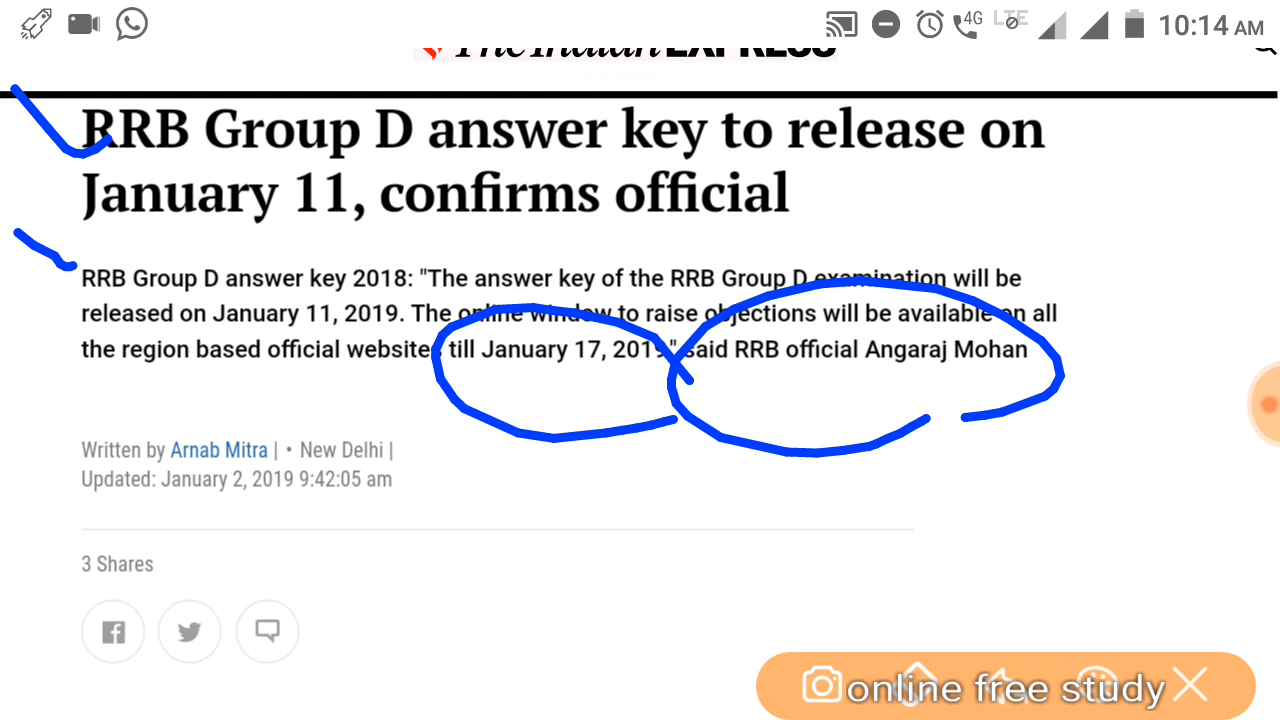 4G LTE 10:14 AM
The Indian EXPRESS
RRB Group D answer key to release on
January 11, confirms official
RRB Group D answer key 2018: "The answer key of the RRB Group D examination will be
released on January 11, 2019. The online window to raise objections will be available on all
the region based official websites till January 17, 2019" said RRB official Angaraj Mohan
Written by Arnab Mitra | • New Delhi |
Updated: January 2, 2019 9:42:05 am
3 Shares
online free study